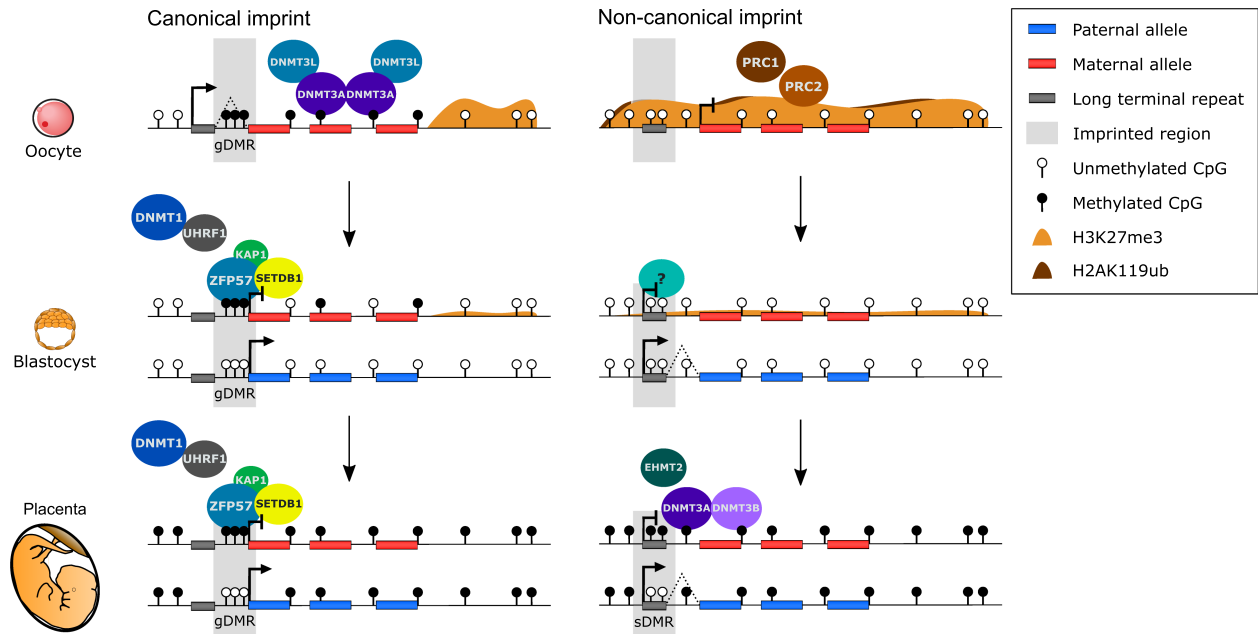 Canonical imprint
Non-canonical imprint
Paternal allele
Maternal allele
Long terminal repeat
Imprinted region
Unmethylated CpG
Methylated CpG
H3K27me3
H2AK119ub
Oocyte
DNMT3L
DNMT3L
DNMT3A
DNMT3A
gDMR
PRC1
PRC2
Blastocyst
DNMT1
UHRF1
KAP1
ZFP57
SETDB1
gDMR
?
Placenta
DNMT1
UHRF1
KAP1
ZFP57
SETDB1
gDMR
EHMT2
DNMT3A
DNMT3B
sDMR